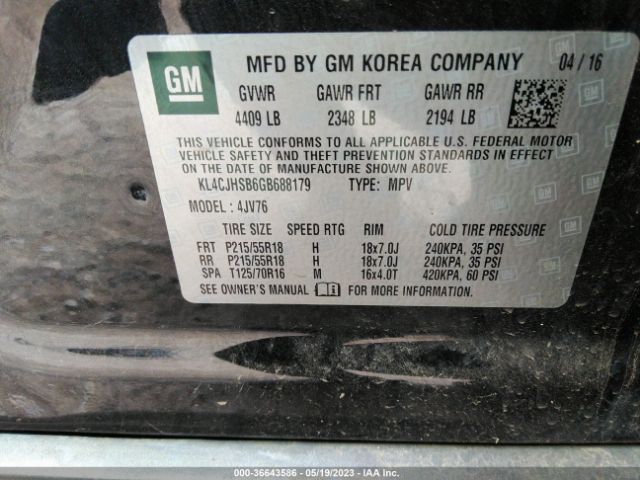 GM
MFD BY GM KOREA COMPANY 04 / 16
GVWR GAWR FRT GAWR RR
4409 LB 2348 LB 2194 LB
THIS VEHICLE CONFORMS TO ALL APPLICABLE U.S. FEDERAL MOTOR
VEHICLE SAFETY AND THEFT PREVENTION STANDARDS IN EFFECT
ON THE DATE OF MANUFACTURE SHOWN ABOVE.
KL4CJHSB6GB688179 TYPE: MPV
MODEL : 4JV76
TIRE SIZE SPEED RTG RIM COLD TIRE PRESSURE
FRT P215/55R18 H 18x7.0J 240KPA, 35 PSI
RR P215/55R18 H 18x7.0J 240KPA, 35 PSI
SPA T125/70R16 M 16x4.0T 420KPA, 60 PSI
SEE OWNER'S MANUAL FOR MORE INFORMATION.
000-36643586 - 05/19/2023 - IAA Inc.